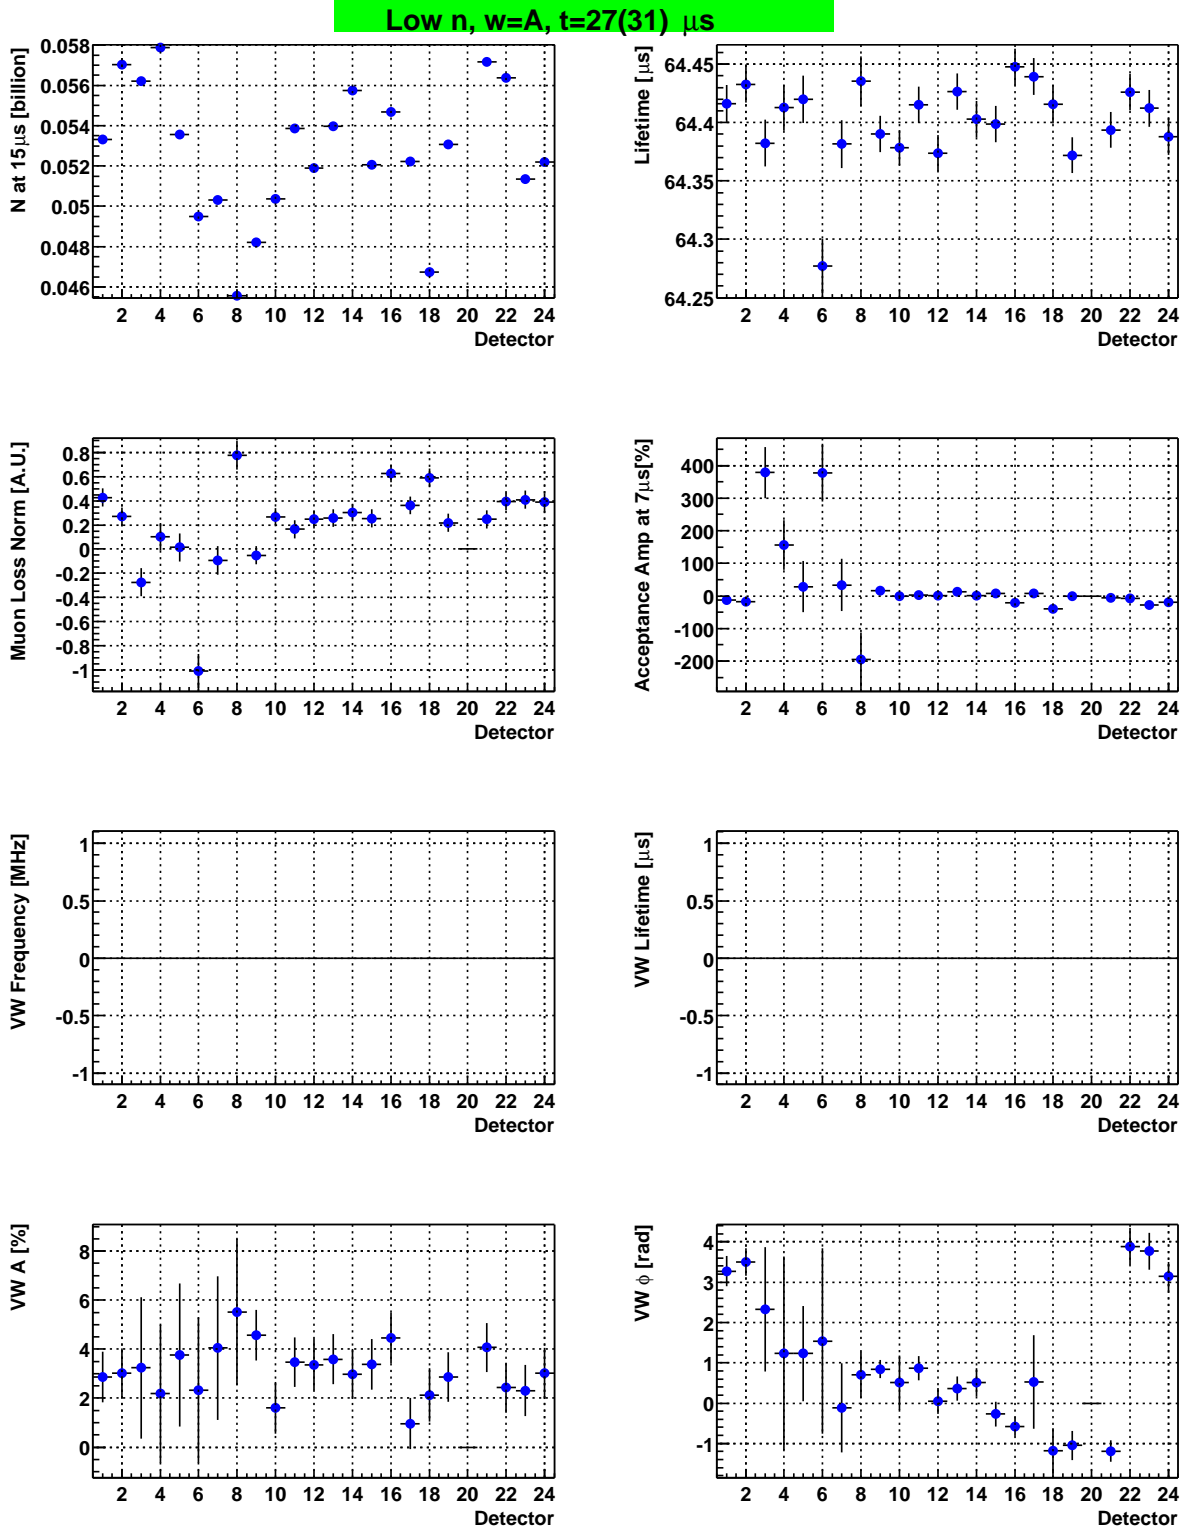 Low n, w=A, t=27(31) μs
N at 15μs [billion]
0.058
0.056
0.054
0.052
0.05
0.048
0.046
2 4 6 8 10 12 14 16 18 20 22 24
Detector
Lifetime [μs]
64.45
64.4
64.35
64.3
64.25
2 4 6 8 10 12 14 16 18 20 22 24
Detector
Muon Loss Norm [A.U.]
0.8
0.6
0.4
0.2
0
-0.2
-0.4
-0.6
-0.8
-1
2 4 6 8 10 12 14 16 18 20 22 24
Detector
Acceptance Amp at 7μs[%]
400
300
200
100
0
-100
-200
2 4 6 8 10 12 14 16 18 20 22 24
Detector
VW Frequency [MHz]
1
0.5
0
-0.5
-1
2 4 6 8 10 12 14 16 18 20 22 24
Detector
VW Lifetime [μs]
1
0.5
0
-0.5
-1
2 4 6 8 10 12 14 16 18 20 22 24
Detector
VW A [%]
8
6
4
2
0
2 4 6 8 10 12 14 16 18 20 22 24
Detector
VW ϕ [rad]
4
3
2
1
0
-1
2 4 6 8 10 12 14 16 18 20 22 24
Detector